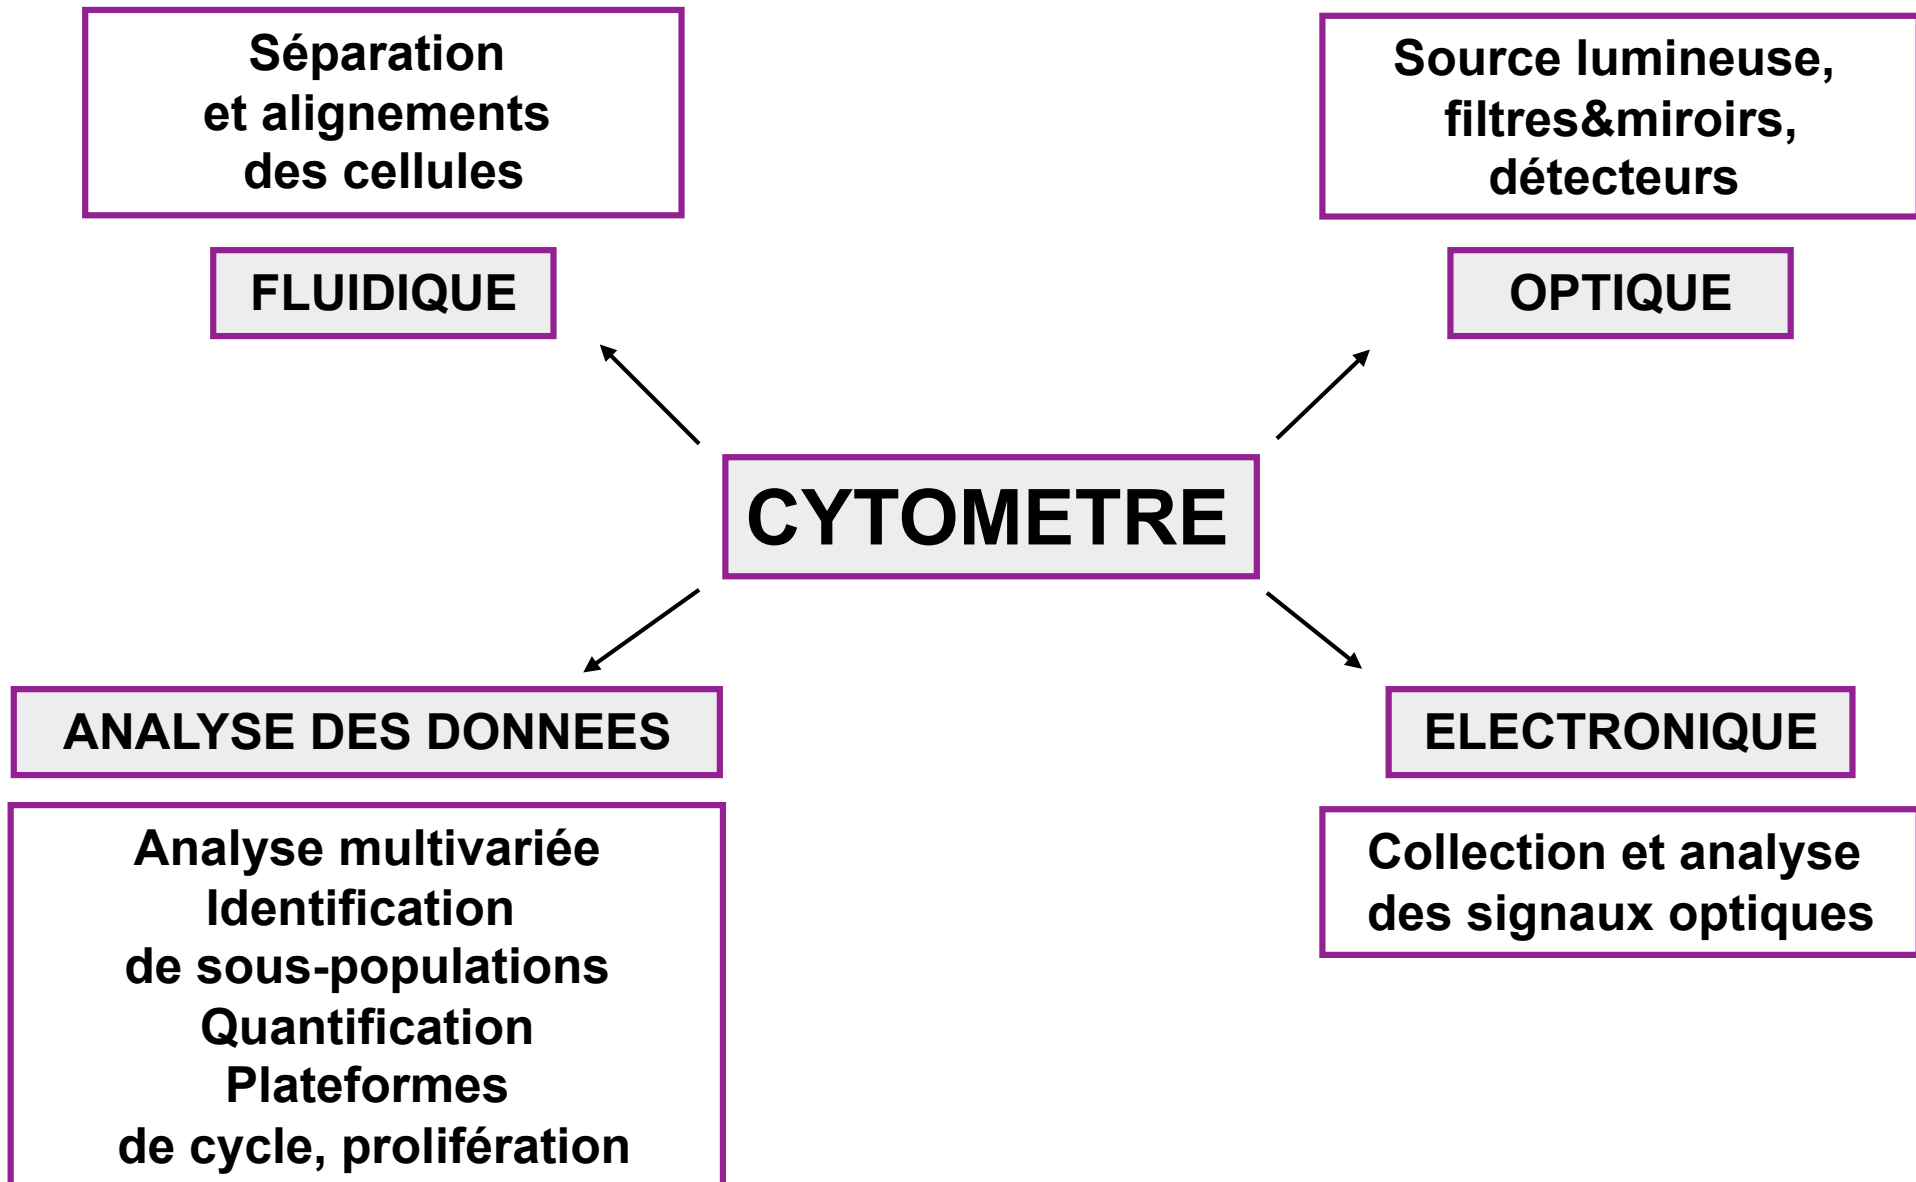 Séparation
et alignements
des cellules
FLUIDIQUE
Source lumineuse,
filtres&miroirs,
détecteurs
OPTIQUE
CYTOMETRE
ANALYSE DES DONNEES
Analyse multivariée
Identification
de sous-populations
Quantification
Plateformes
de cycle, prolifération
ELECTRONIQUE
Collection et analyse
des signaux optiques